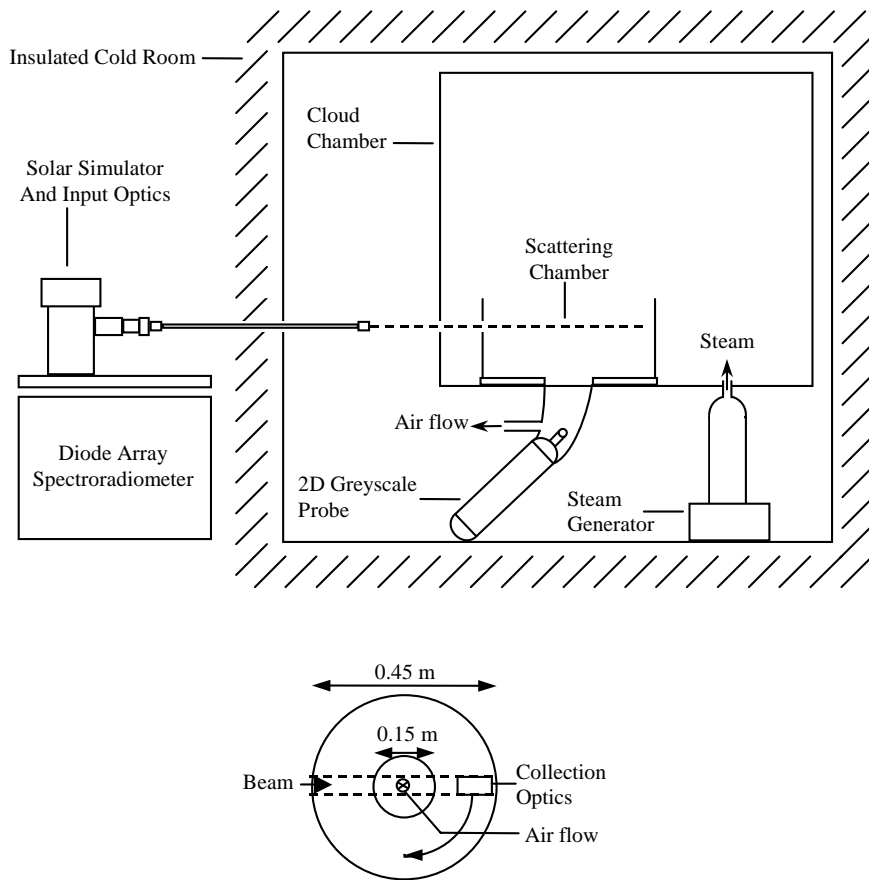 Insulated Cold Room
Cloud
Chamber
Solar Simulator
And Input Optics
Scattering
Chamber
Steam
Air flow
Diode Array
Spectroradiometer
2D Greyscale
Probe
Steam
Generator
0.45 m
0.15 m
Beam
Collection
Optics
Air flow